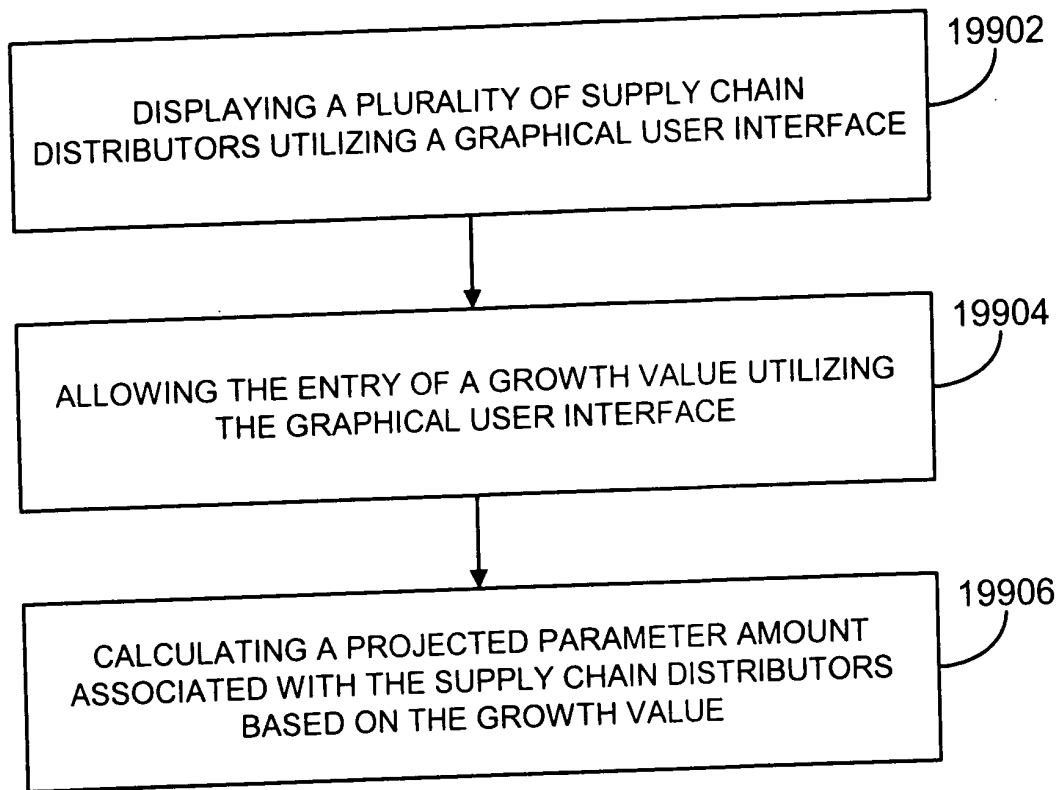 19902
DISPLAYING A PLURALITY OF SUPPLY CHAIN
DISTRIBUTORS UTILIZING A GRAPHICAL USER INTERFACE
19904
ALLOWING THE ENTRY OF A GROWTH VALUE UTILIZING
THE GRAPHICAL USER INTERFACE
19906
CALCULATING A PROJECTED PARAMETER AMOUNT
ASSOCIATED WITH THE SUPPLY CHAIN DISTRIBUTORS
BASED ON THE GROWTH VALUE